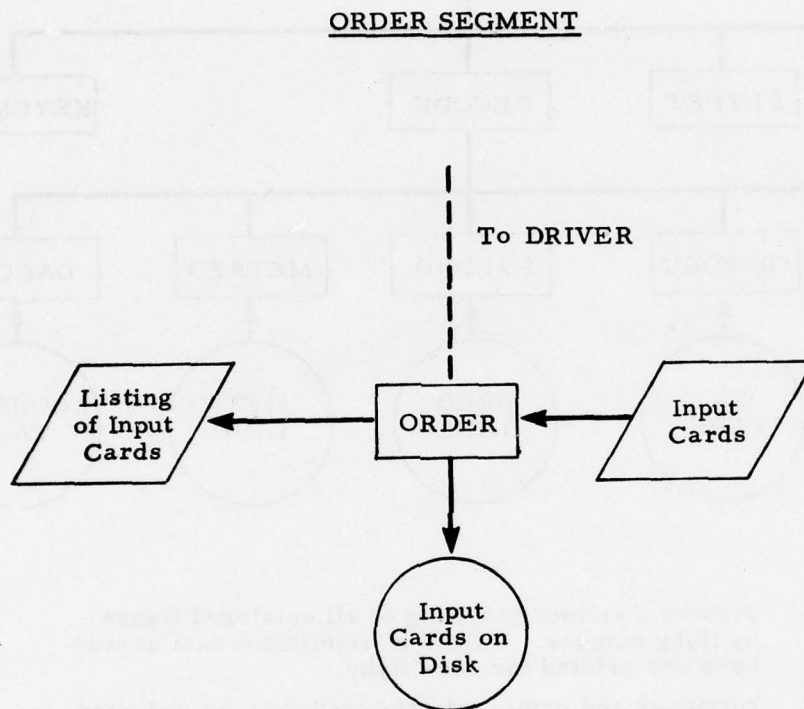 ORDER SEGMENT
To DRIVER
Listing
of Input
Cards
ORDER
Input
Cards
Input
Cards on
Disk